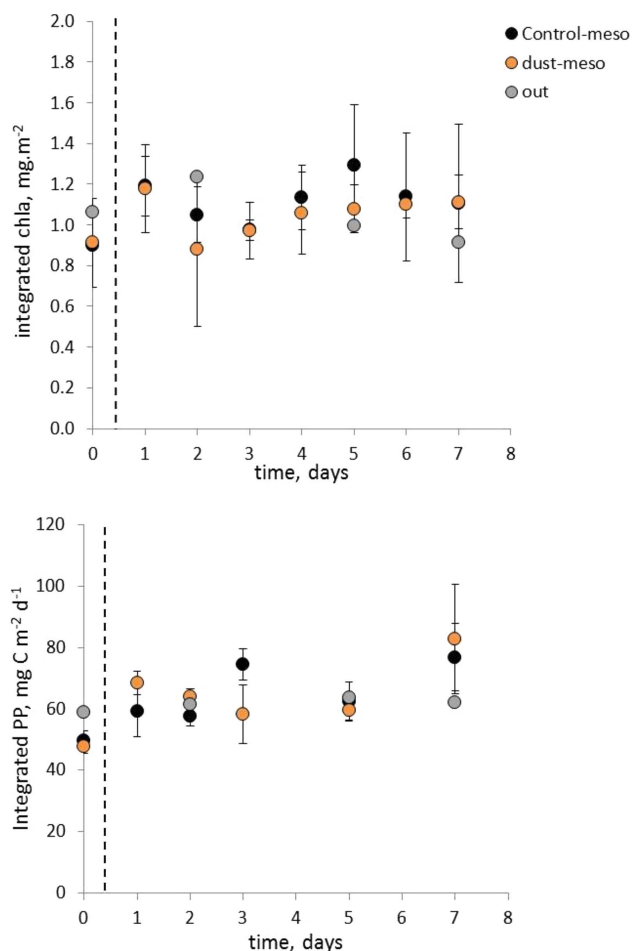 2.0
1.8
1.6
1.4
1.2
1.0
0.8
0.6
0.4
0.2
0.0
integrated chla, mg.m-2
0 1 2 3 4 5 6 7 8
time, days
Control-meso
dust-meso
out
120
100
80
60
40
20
0
Integrated PP, mg C m-2 d-1
0 1 2 3 4 5 6 7 8
time, days